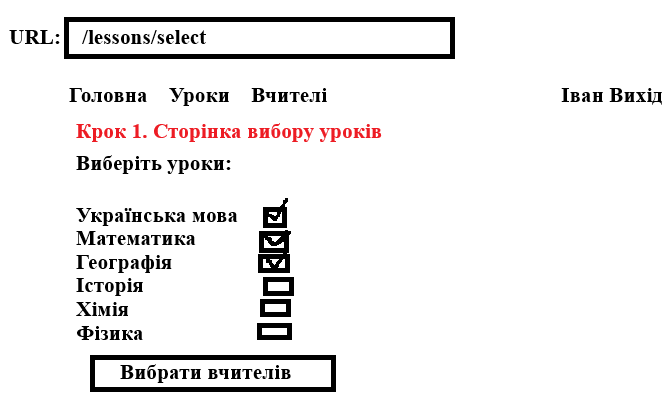 URL: /lessons/select
Головна Уроки Вчителі Іван Вихід
Крок 1. Сторінка вибору уроків
Виберіть уроки:
Українська мова
Математика
Географія
Історія
Хімія
Фізика
Вибрати вчителів